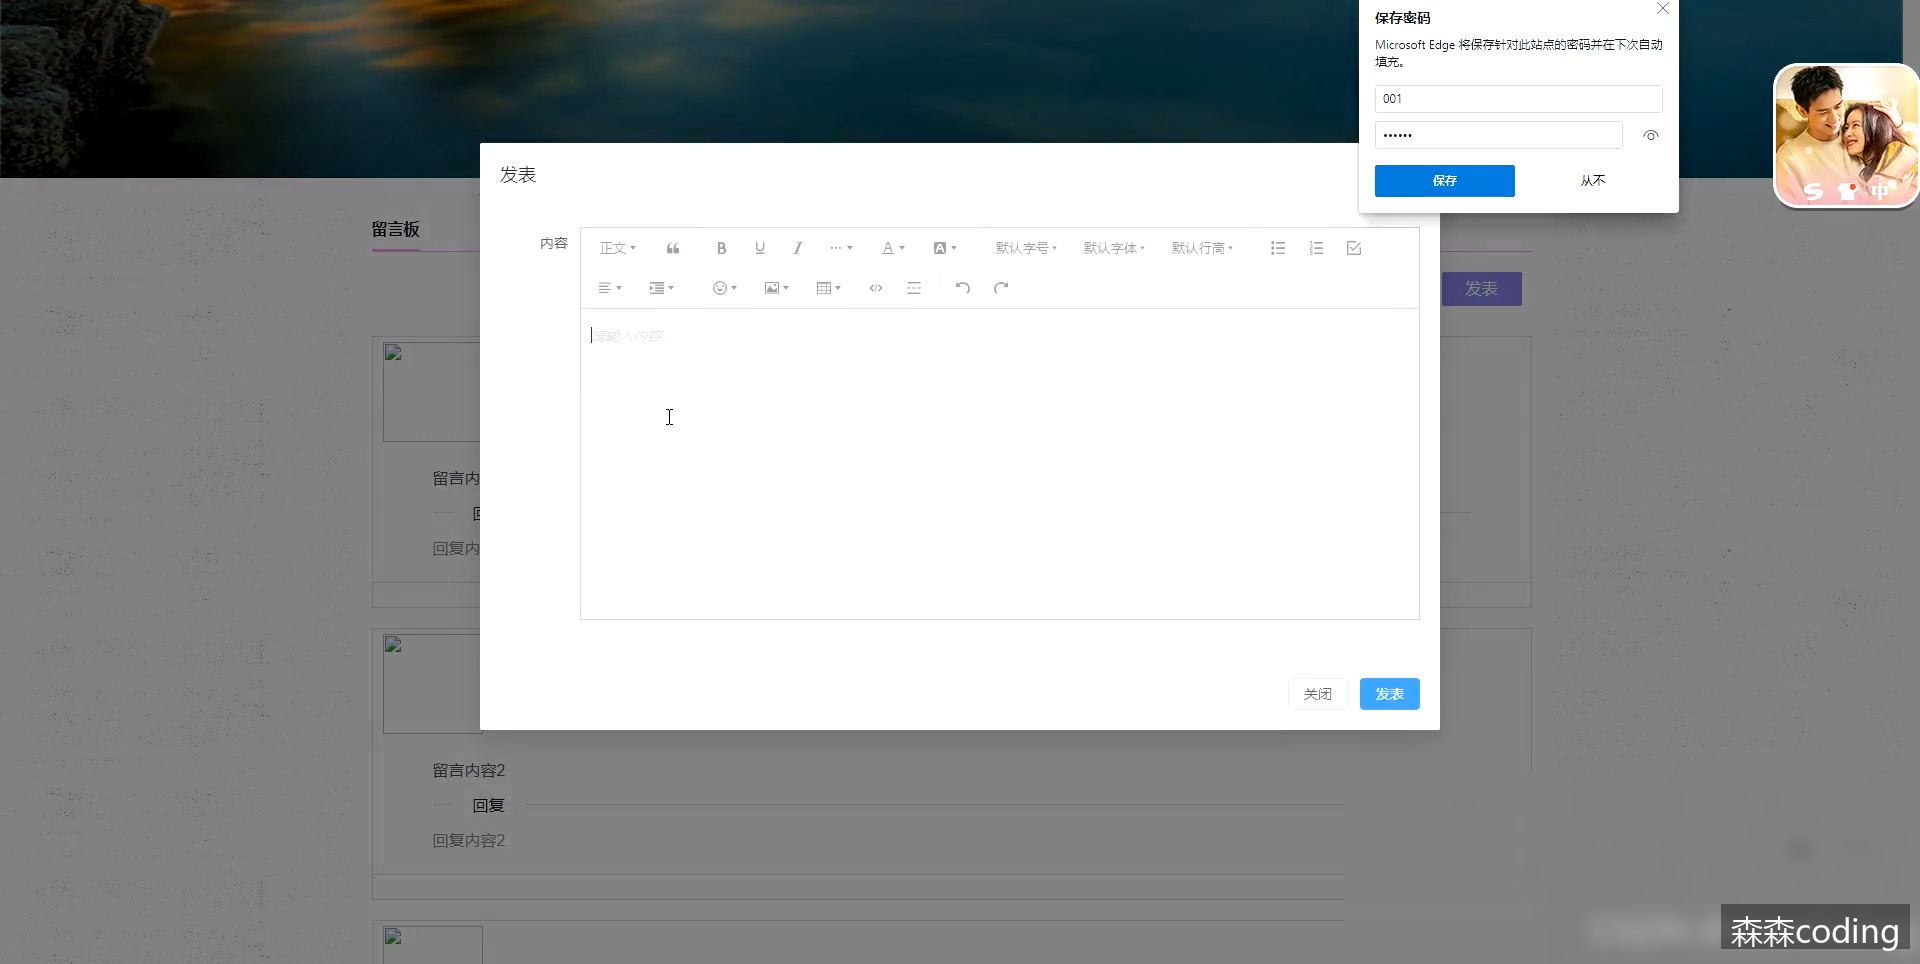 保存密码
Microsoft Edge 将保存针对此站点的密码并在下次自动
填充。
001
••••••
保存 从不
中
发表
留言板
内容 正文 B U I A A 默认字号 默认字体 默认行高
发表
请输入内容
留言内
回复内
关闭 发表
留言内容2
回复
回复内容2
森森coding